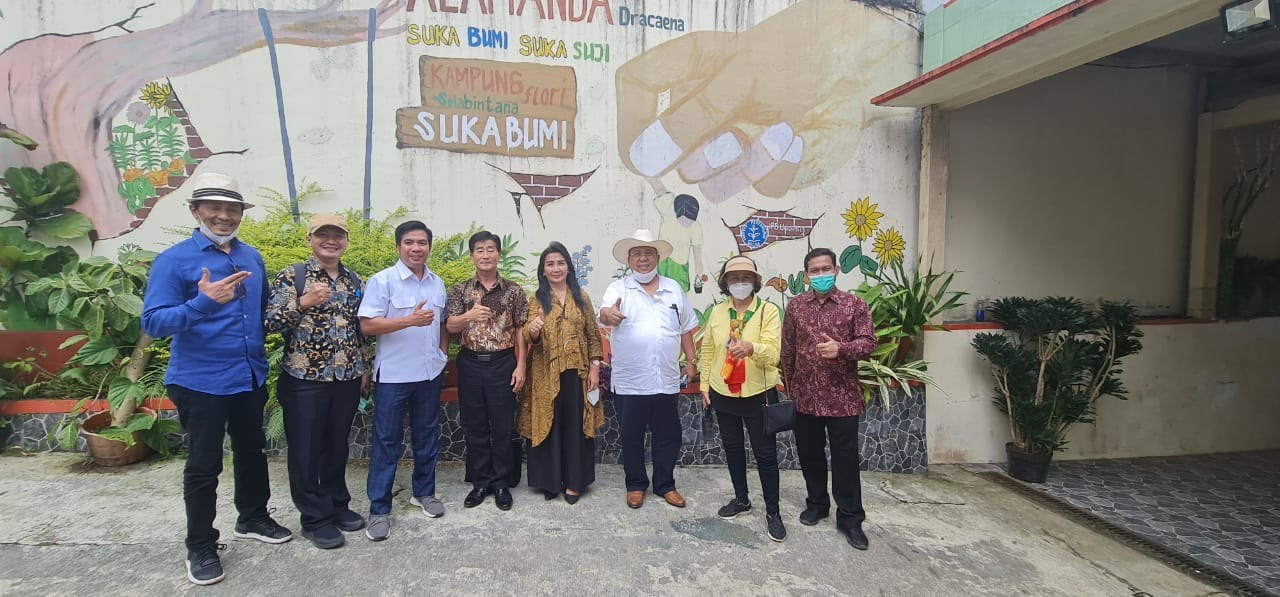 ALAMANDA
Dracaena
SUKA BUMI SUKA SUJI
KAMPUNG
flori
Selabintana
SUKABUMI